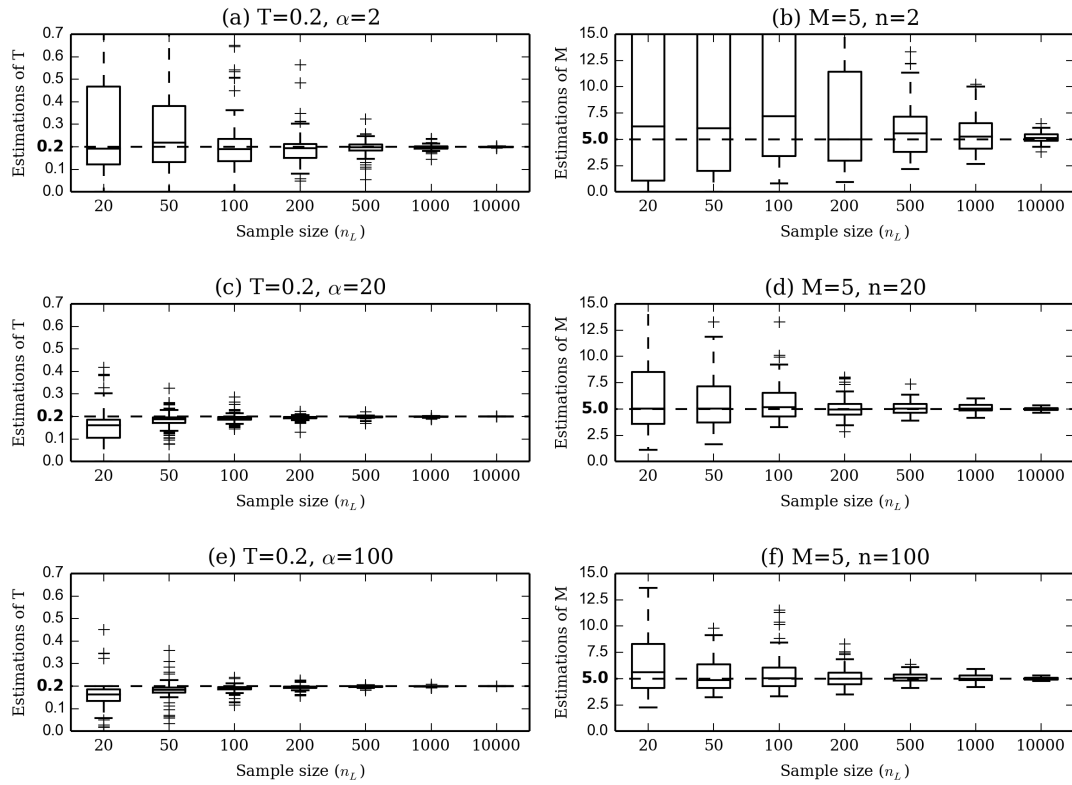 (a) T=0.2, α=2
0.7
0.6
0.5
0.4
0.3
0.2
0.1
0.0
Estimations of T
20 50 100 200 500 1000 10000
Sample size (n_L)
(b) M=5, n=2
15.0
12.5
10.0
7.5
5.0
2.5
0.0
Estimations of M
20 50 100 200 500 1000 10000
Sample size (n_L)
(c) T=0.2, α=20
0.7
0.6
0.5
0.4
0.3
0.2
0.1
0.0
Estimations of T
20 50 100 200 500 1000 10000
Sample size (n_L)
(d) M=5, n=20
15.0
12.5
10.0
7.5
5.0
2.5
0.0
Estimations of M
20 50 100 200 500 1000 10000
Sample size (n_L)
(e) T=0.2, α=100
0.7
0.6
0.5
0.4
0.3
0.2
0.1
0.0
Estimations of T
20 50 100 200 500 1000 10000
Sample size (n_L)
(f) M=5, n=100
15.0
12.5
10.0
7.5
5.0
2.5
0.0
Estimations of M
20 50 100 200 500 1000 10000
Sample size (n_L)